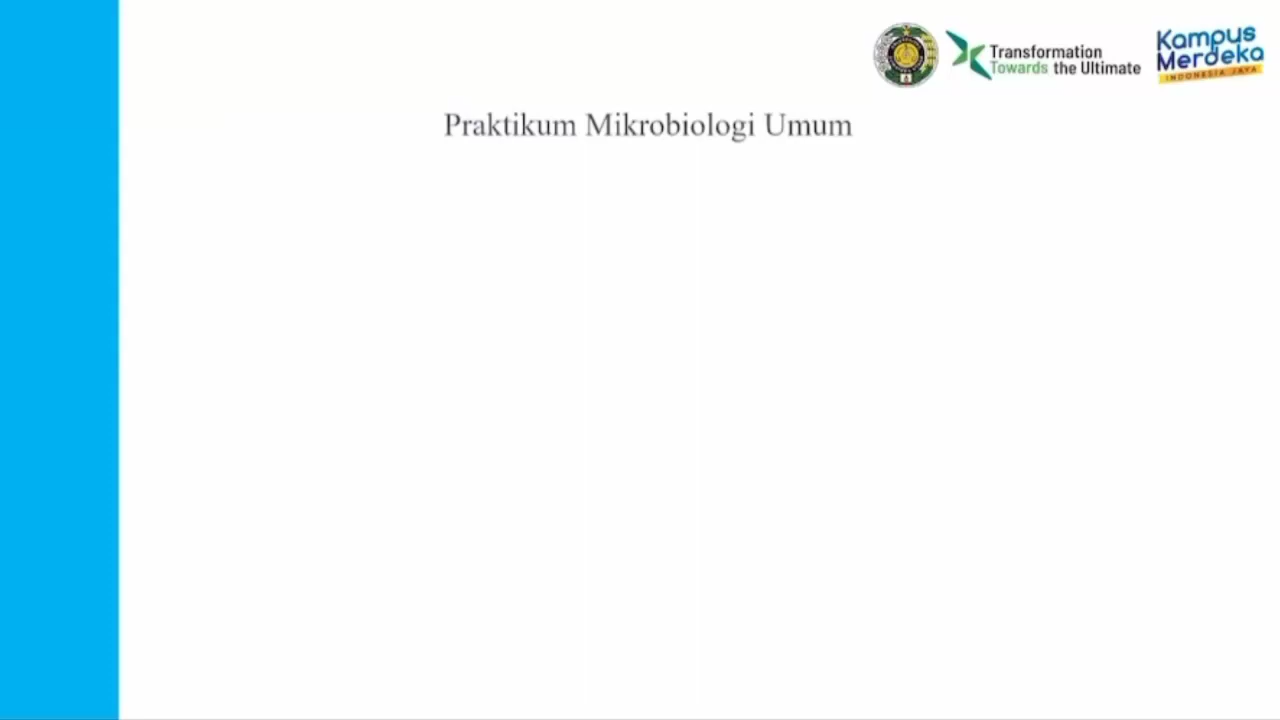 Transformation
Towards the Ultimate
Kampus
Merdeka
INDONESIA JAYA
Praktikum Mikrobiologi Umum